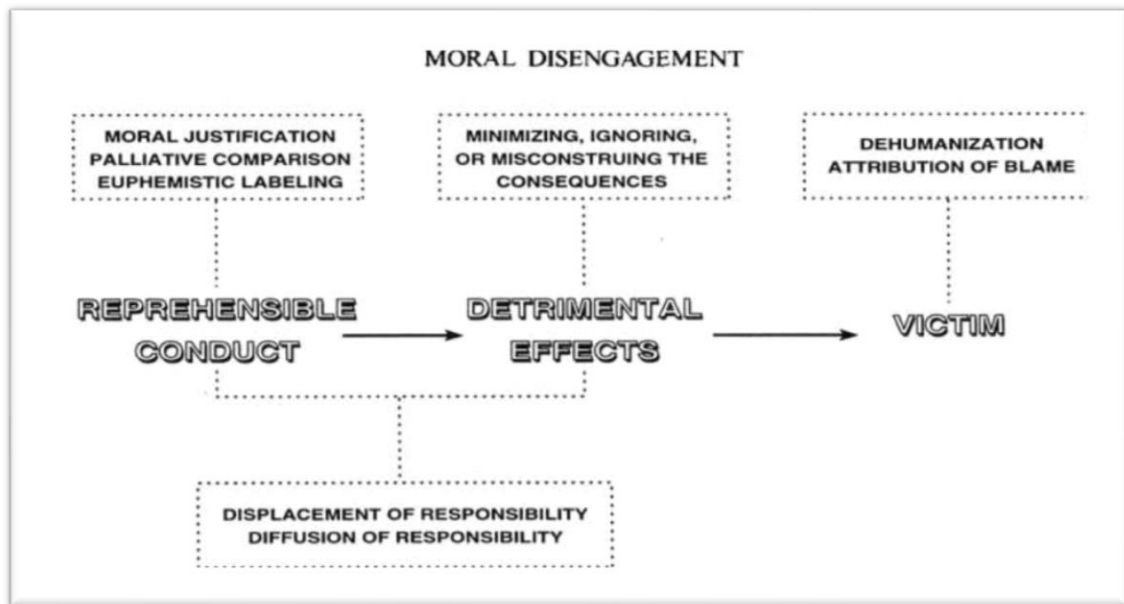 MORAL DISENGAGEMENT
MORAL JUSTIFICATION
PALLIATIVE COMPARISON
EUPHEMISTIC LABELING
MINIMIZING, IGNORING,
OR MISCONSTRUING THE
CONSEQUENCES
DEHUMANIZATION
ATTRIBUTION OF BLAME
REPREHENSIBLE
CONDUCT
DETRIMENTAL
EFFECTS
VICTIM
DISPLACEMENT OF RESPONSIBILITY
DIFFUSION OF RESPONSIBILITY